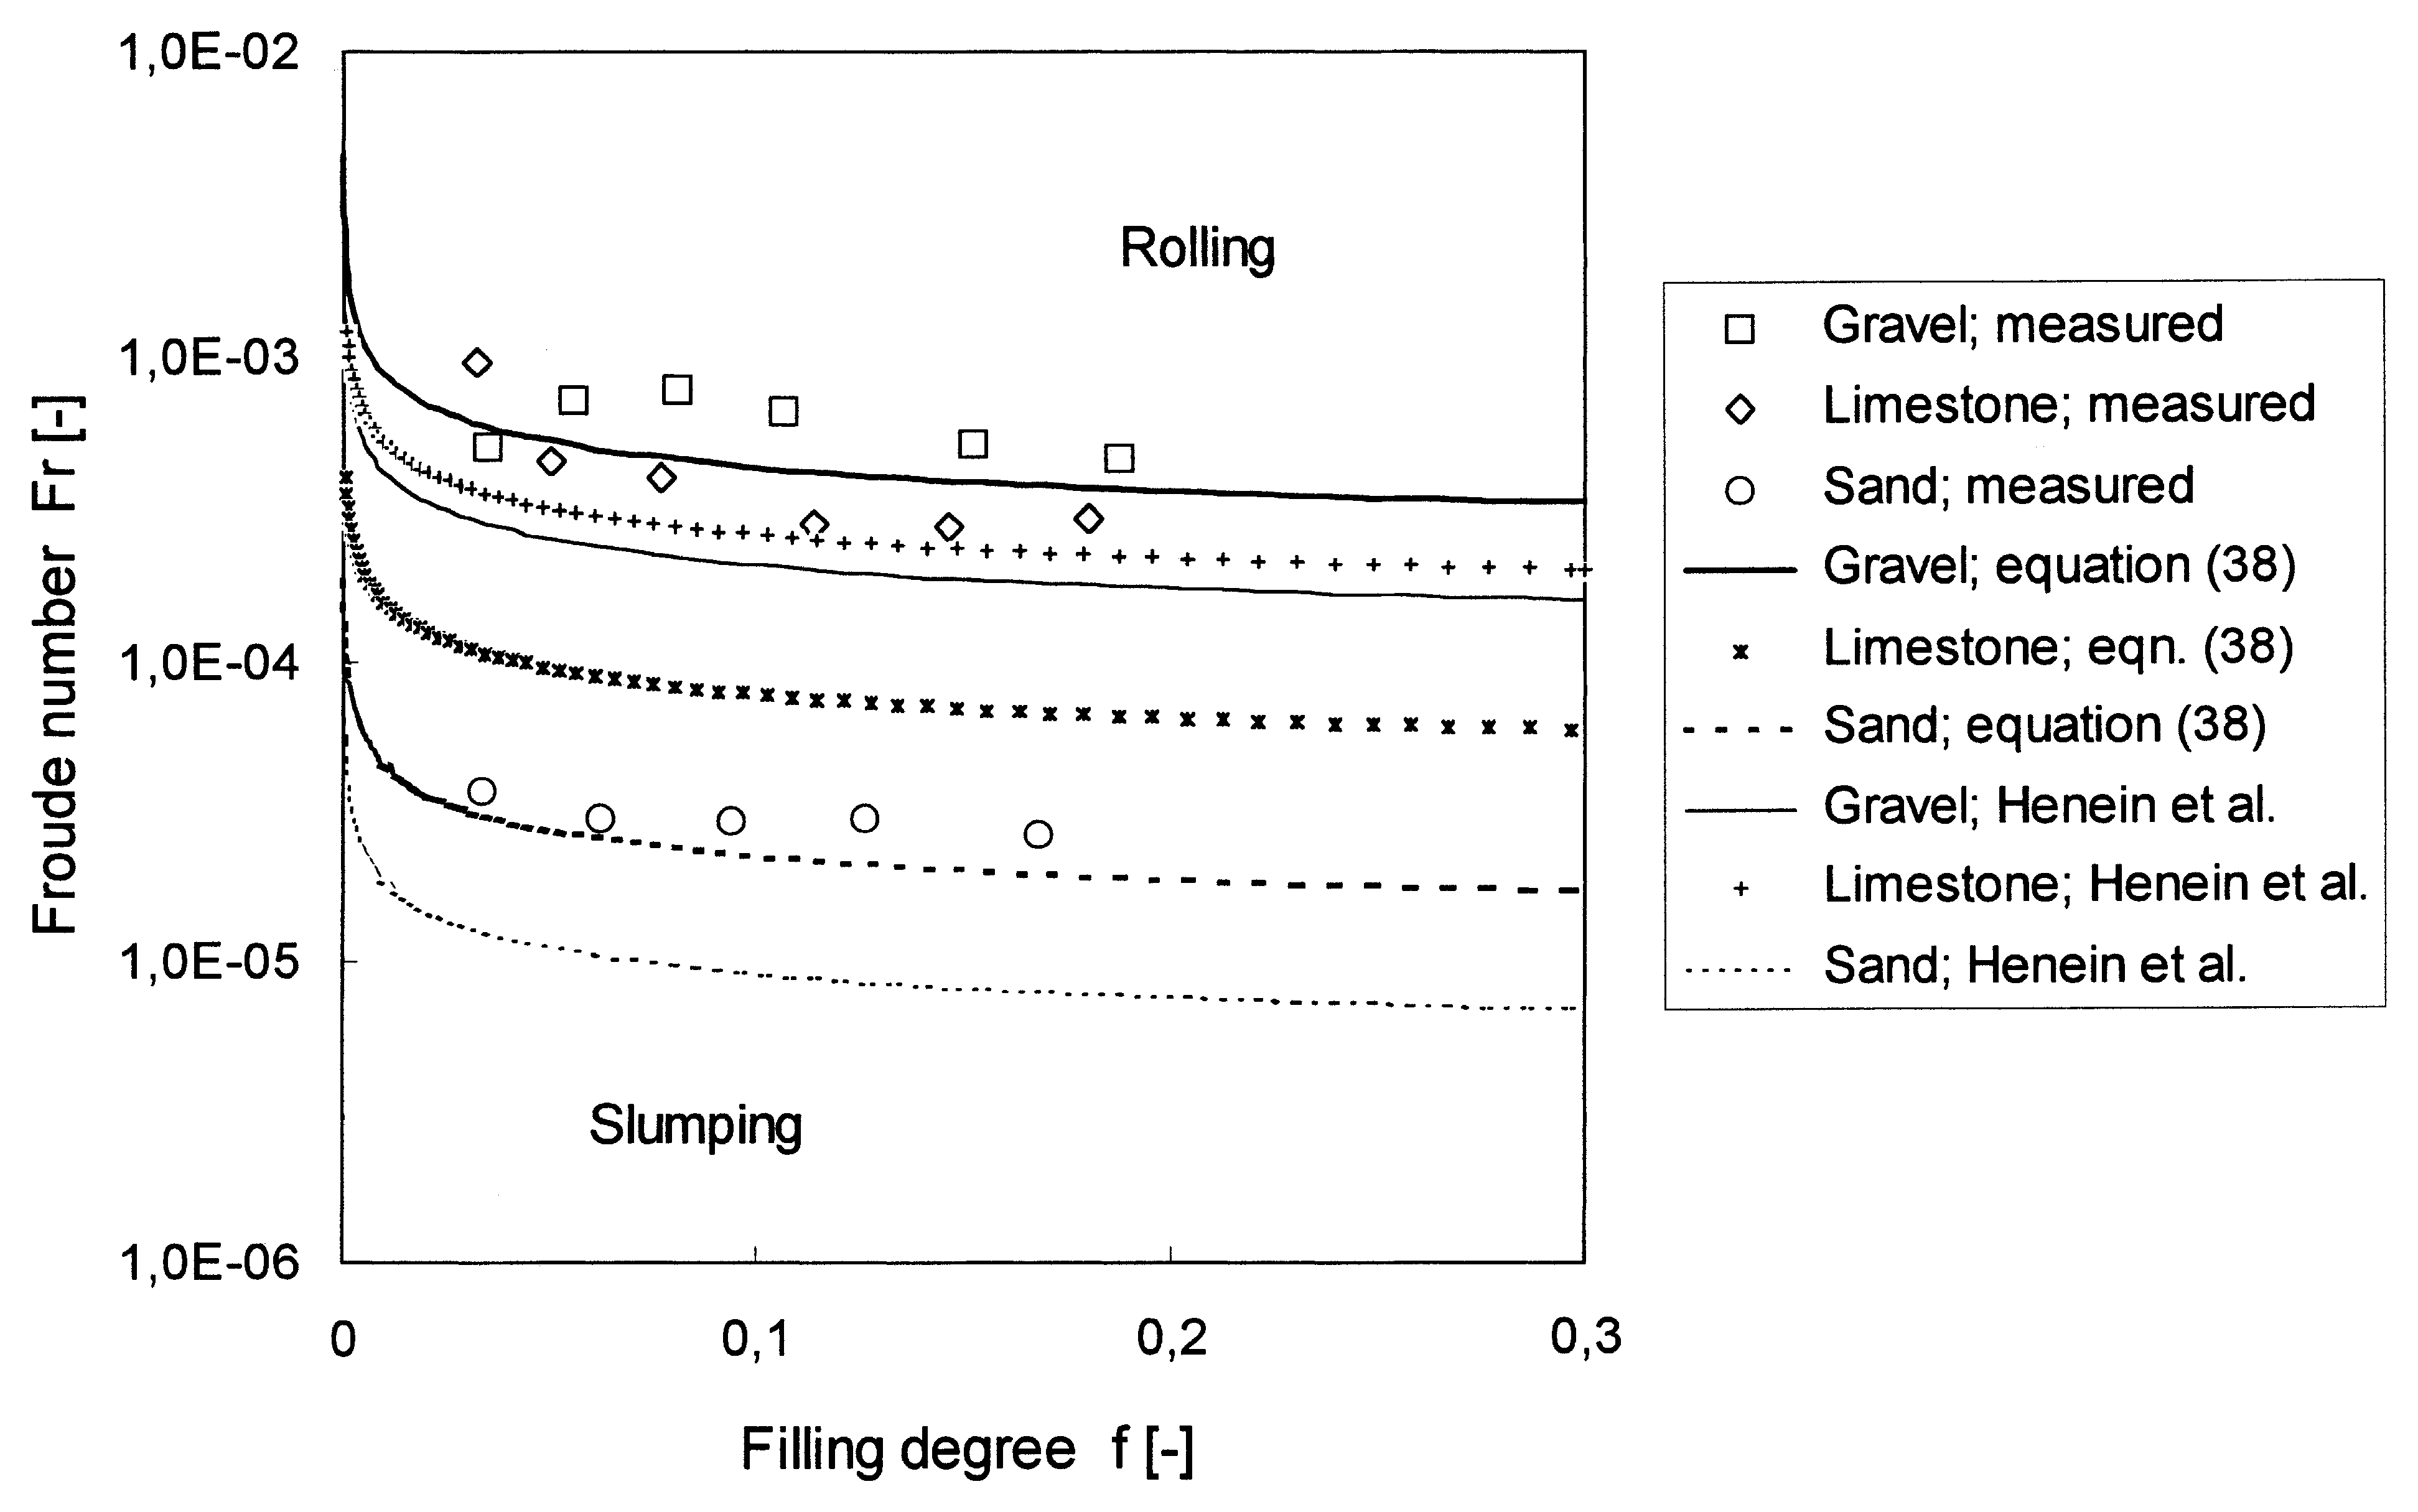 1,0E-02
1,0E-03
1,0E-04
1,0E-05
1,0E-06
Froude number Fr [-]
Rolling
Slumping
0
0,1
0,2
0,3
Filling degree f [-]
Gravel; measured
Limestone; measured
Sand; measured
Gravel; equation (38)
Limestone; eqn. (38)
Sand; equation (38)
Gravel; Henein et al.
Limestone; Henein et al.
Sand; Henein et al.